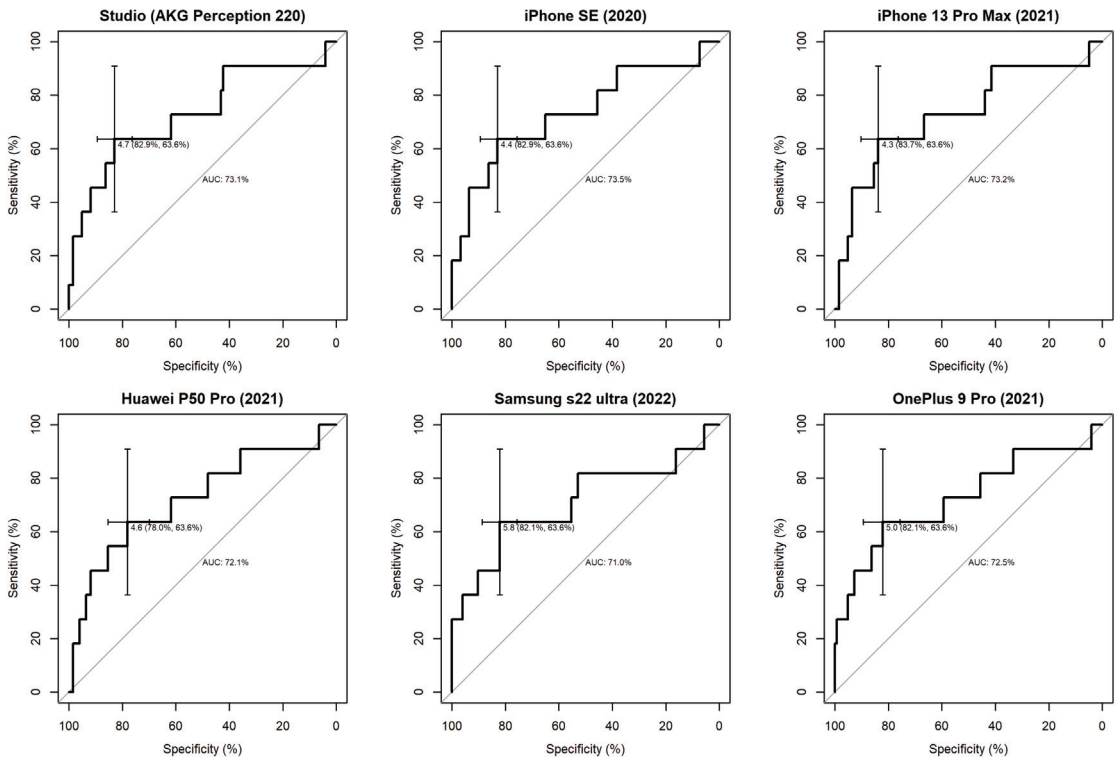 Studio (AKG Perception 220)
100
80
60
40
20
0
Sensitivity (%)
4.7 (82.9%, 63.6%)
AUC: 73.1%
100 80 60 40 20 0
Specificity (%)
iPhone SE (2020)
100
80
60
40
20
0
Sensitivity (%)
4.4 (82.9%, 63.6%)
AUC: 73.5%
100 80 60 40 20 0
Specificity (%)
iPhone 13 Pro Max (2021)
100
80
60
40
20
0
Sensitivity (%)
4.3 (83.7%, 63.6%)
AUC: 73.2%
100 80 60 40 20 0
Specificity (%)
Huawei P50 Pro (2021)
100
80
60
40
20
0
Sensitivity (%)
4.6 (78.0%, 63.6%)
AUC: 72.1%
100 80 60 40 20 0
Specificity (%)
Samsung s22 ultra (2022)
100
80
60
40
20
0
Sensitivity (%)
5.8 (82.1%, 63.6%)
AUC: 71.0%
100 80 60 40 20 0
Specificity (%)
OnePlus 9 Pro (2021)
100
80
60
40
20
0
Sensitivity (%)
5.0 (82.1%, 63.6%)
AUC: 72.5%
100 80 60 40 20 0
Specificity (%)